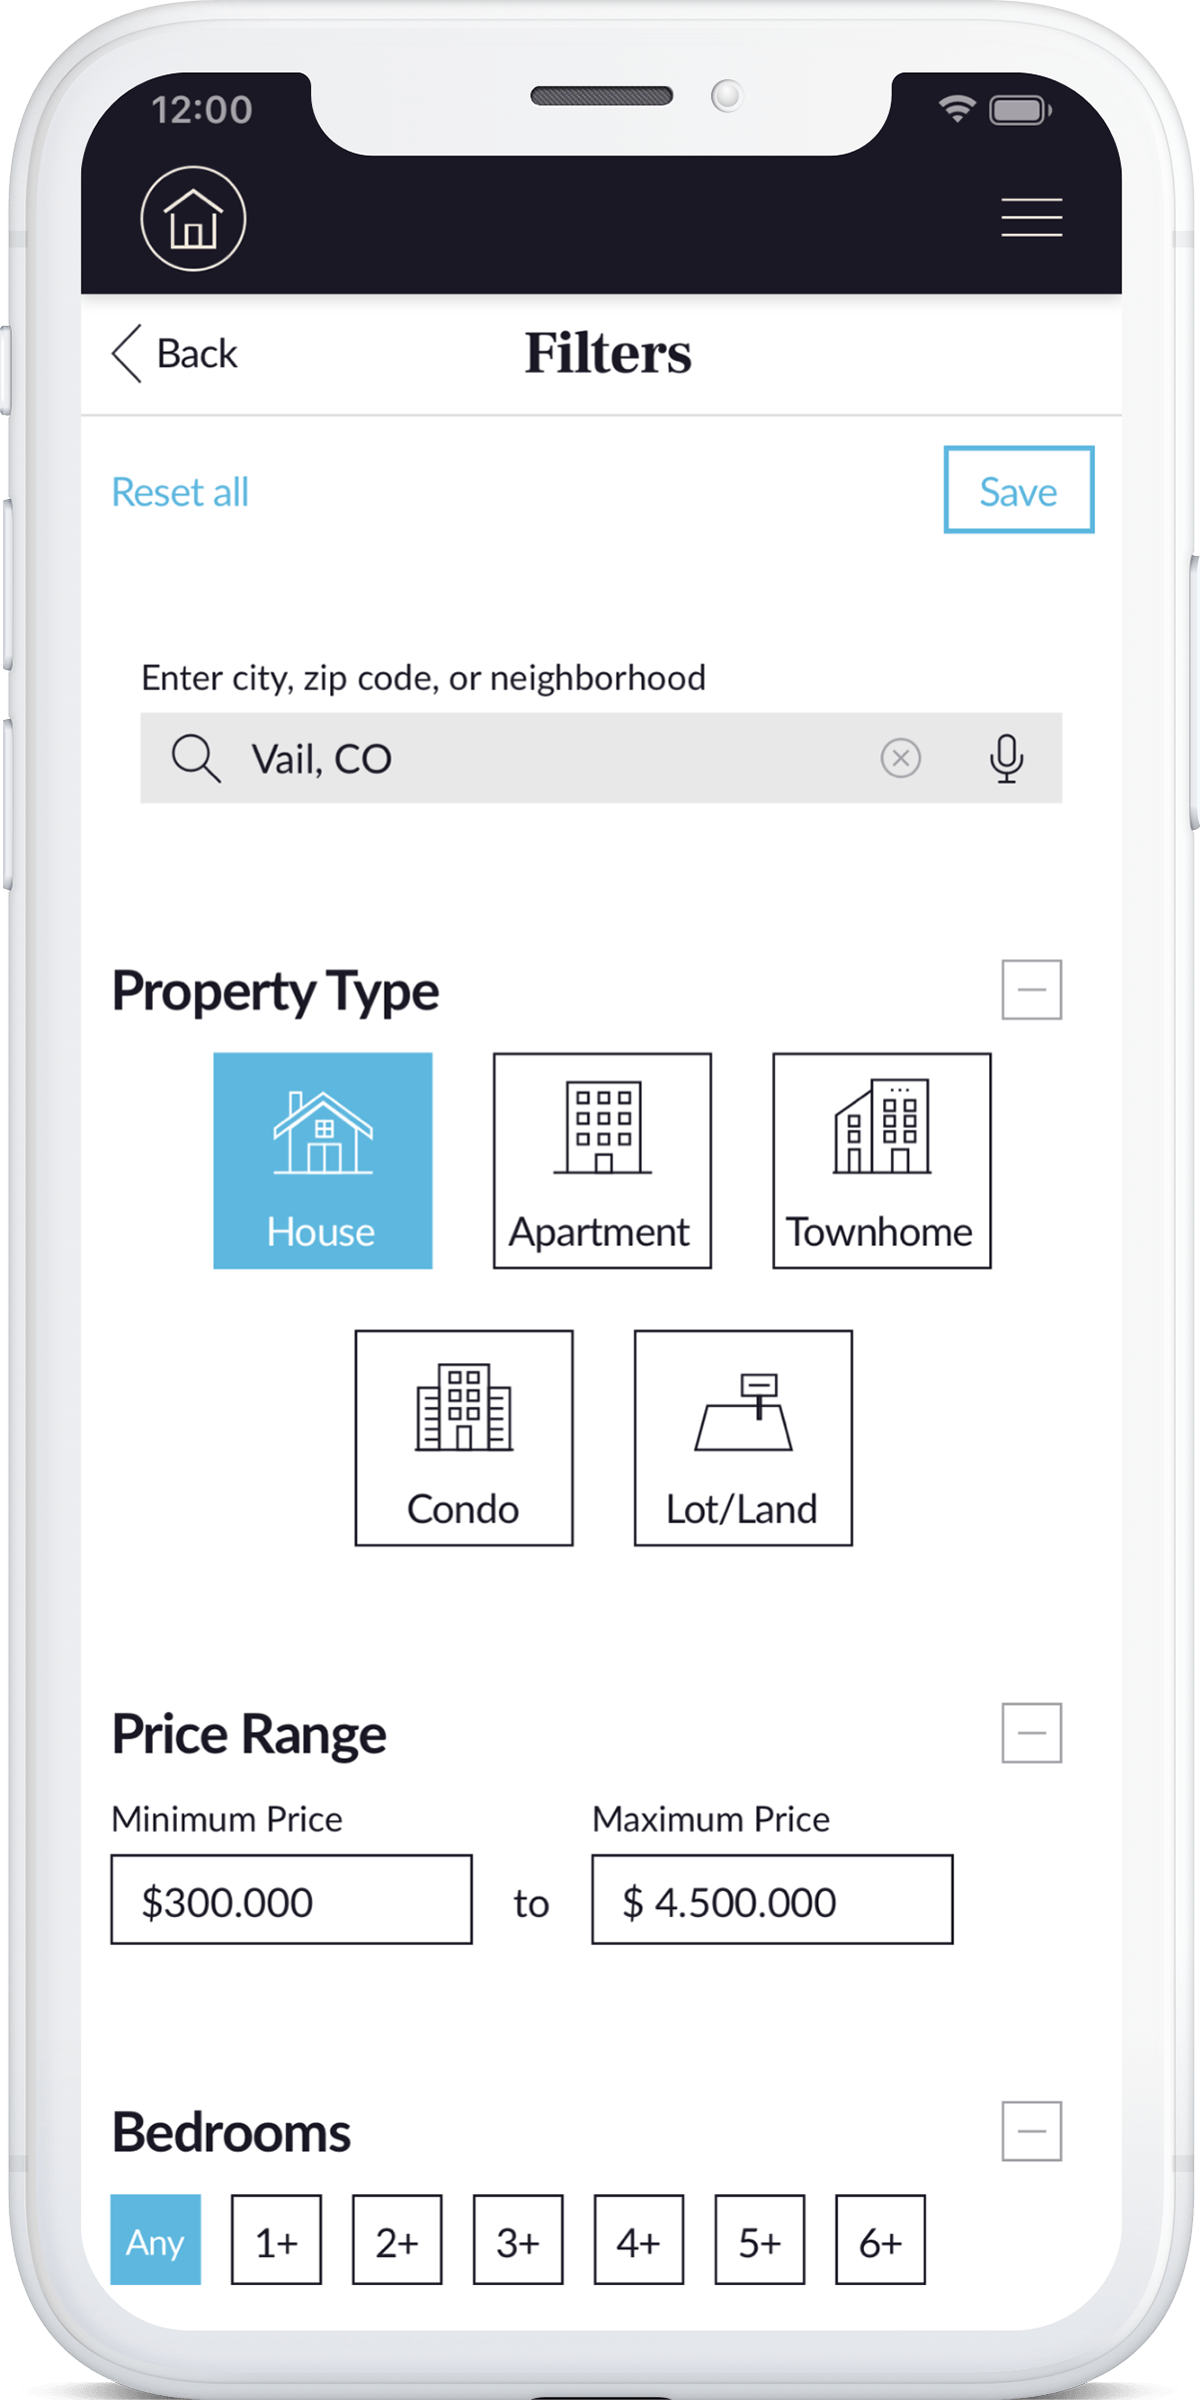 12:00
Back
Filters
Reset all
Save
Enter city, zip code, or neighborhood
Vail, CO
Property Type
House
Apartment
Townhome
Condo
Lot/Land
Price Range
Minimum Price
Maximum Price
$300.000
to
$ 4.500.000
Bedrooms
Any
1+
2+
3+
4+
5+
6+